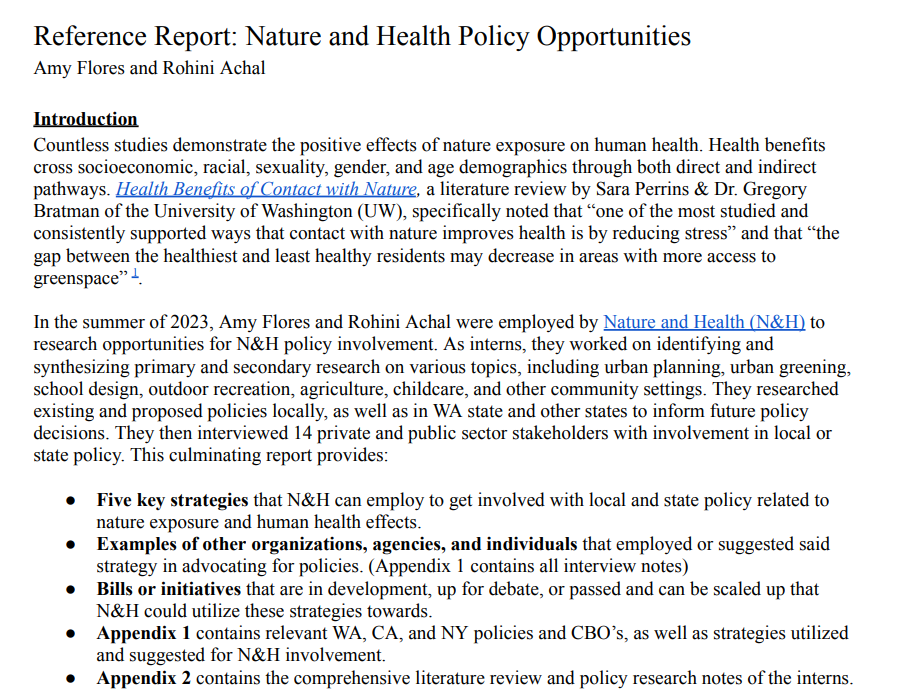 Reference Report: Nature and Health Policy Opportunities
Amy Flores and Rohini Achal
Introduction
Countless studies demonstrate the positive effects of nature exposure on human health. Health benefits
cross socioeconomic, racial, sexuality, gender, and age demographics through both direct and indirect
pathways. Health Benefits of Contact with Nature, a literature review by Sara Perrins & Dr. Gregory
Bratman of the University of Washington (UW), specifically noted that “one of the most studied and
consistently supported ways that contact with nature improves health is by reducing stress” and that “the
gap between the healthiest and least healthy residents may decrease in areas with more access to
greenspace” 1.
In the summer of 2023, Amy Flores and Rohini Achal were employed by Nature and Health (N&H) to
research opportunities for N&H policy involvement. As interns, they worked on identifying and
synthesizing primary and secondary research on various topics, including urban planning, urban greening,
school design, outdoor recreation, agriculture, childcare, and other community settings. They researched
existing and proposed policies locally, as well as in WA state and other states to inform future policy
decisions. They then interviewed 14 private and public sector stakeholders with involvement in local or
state policy. This culminating report provides:
● Five key strategies that N&H can employ to get involved with local and state policy related to
nature exposure and human health effects.
● Examples of other organizations, agencies, and individuals that employed or suggested said
strategy in advocating for policies. (Appendix 1 contains all interview notes)
● Bills or initiatives that are in development, up for debate, or passed and can be scaled up that
N&H could utilize these strategies towards.
● Appendix 1 contains relevant WA, CA, and NY policies and CBO’s, as well as strategies utilized
and suggested for N&H involvement.
● Appendix 2 contains the comprehensive literature review and policy research notes of the interns.